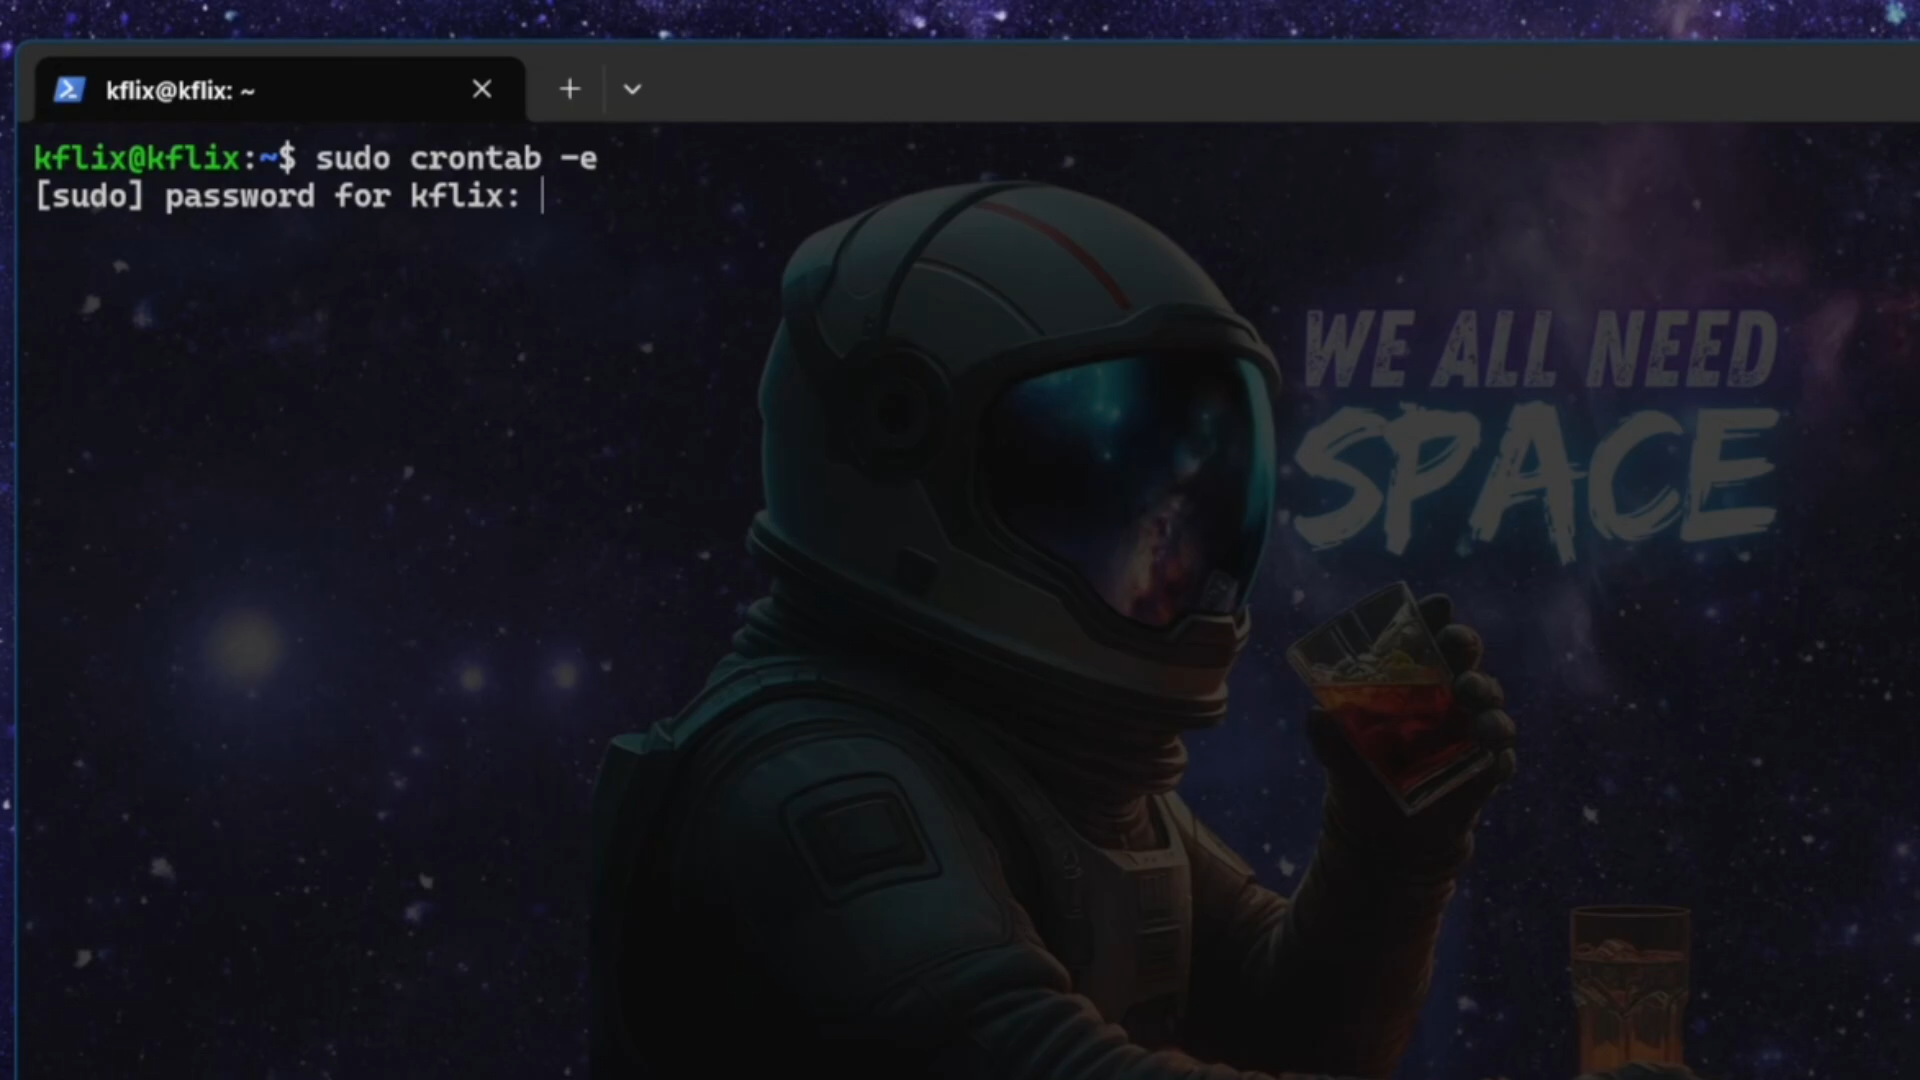 kflix@kflix: ~
kflix@kflix:~$ sudo crontab -e
[sudo] password for kflix:
WE ALL NEED
SPACE